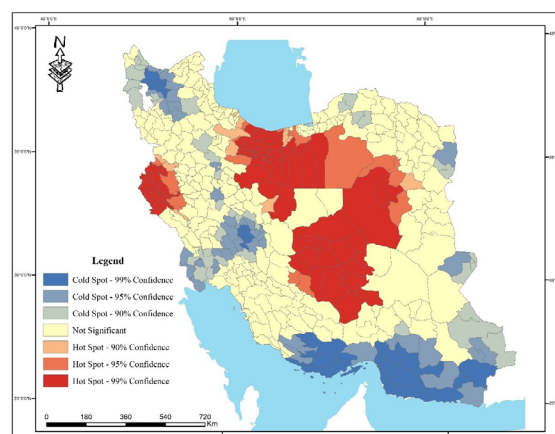 N
Legend
Cold Spot - 99% Confidence
Cold Spot - 95% Confidence
Cold Spot - 90% Confidence
Not Significant
Hot Spot - 90% Confidence
Hot Spot - 95% Confidence
Hot Spot - 99% Confidence
0 180 360 540 720
Km